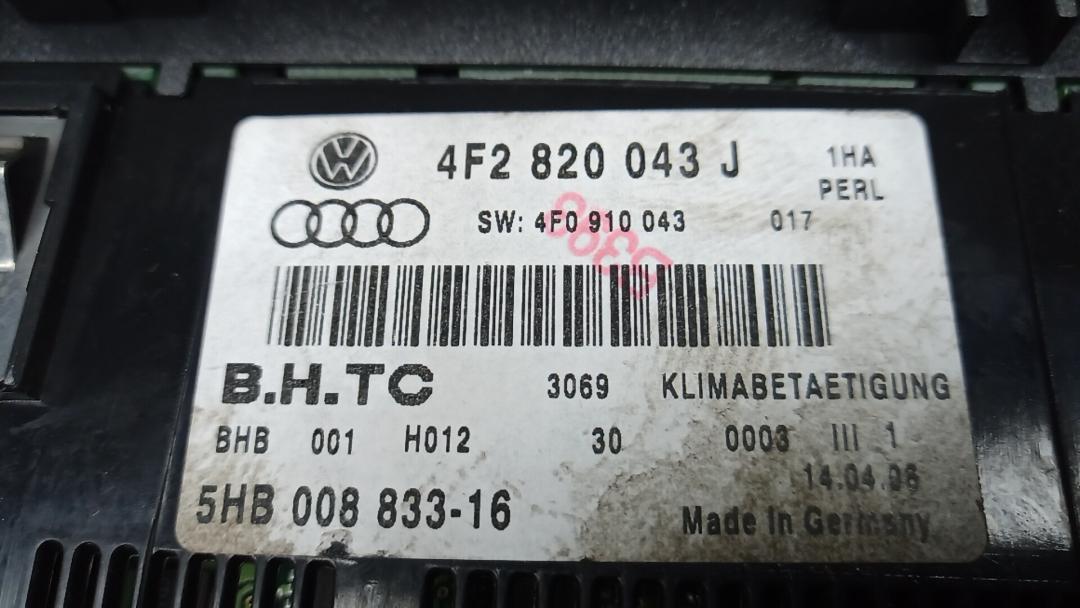 4F2 820 043 J
1HA
PERL
SW: 4F0 910 043 017
5398
B.H.TC 3069 KLIMABETAETIGUNG
BHB 001 H012 30 0003 III 1
14.04.06
5HB 008 833-16
Made in Germany